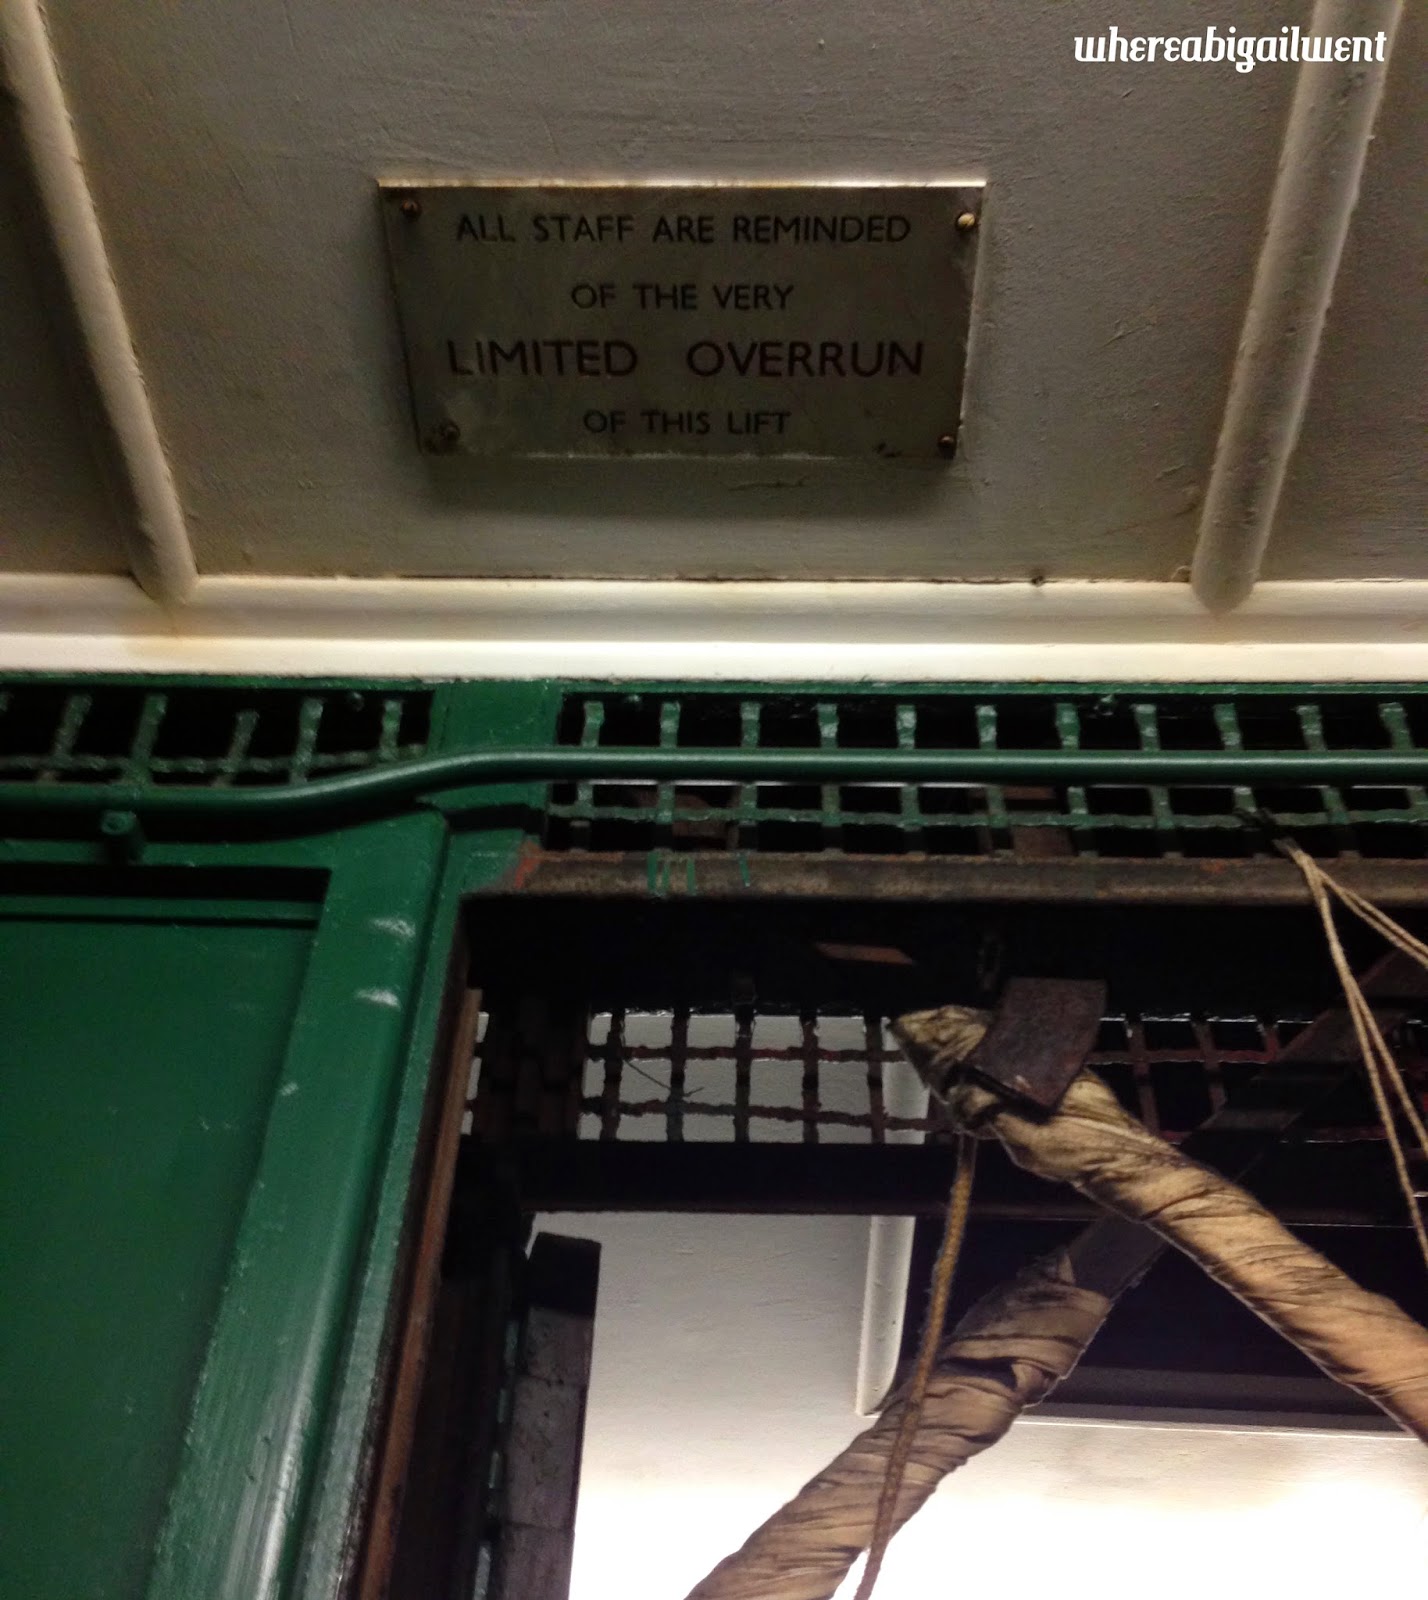 whereabigailwent
ALL STAFF ARE REMINDED
OF THE VERY
LIMITED OVERRUN
OF THIS LIFT